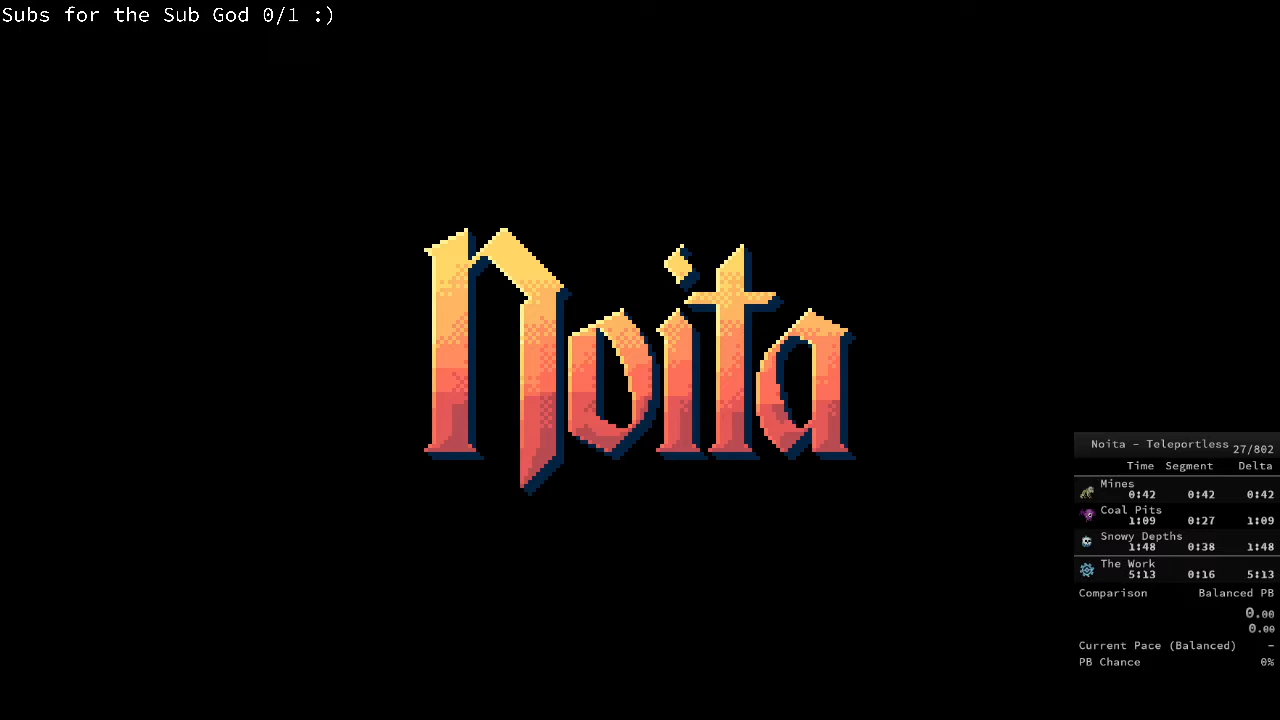 Subs for the Sub God 0/1 :)
Noita
Noita - Teleportless 27/802
Time Segment Delta
Mines
0:42 0:42 0:42
Coal Pits
1:09 0:27 1:09
Snowy Depths
1:48 0:38 1:48
The Work
5:13 0:16 5:13
Comparison Balanced PB
0.00
0.00
Current Pace (Balanced) -
PB Chance 0%